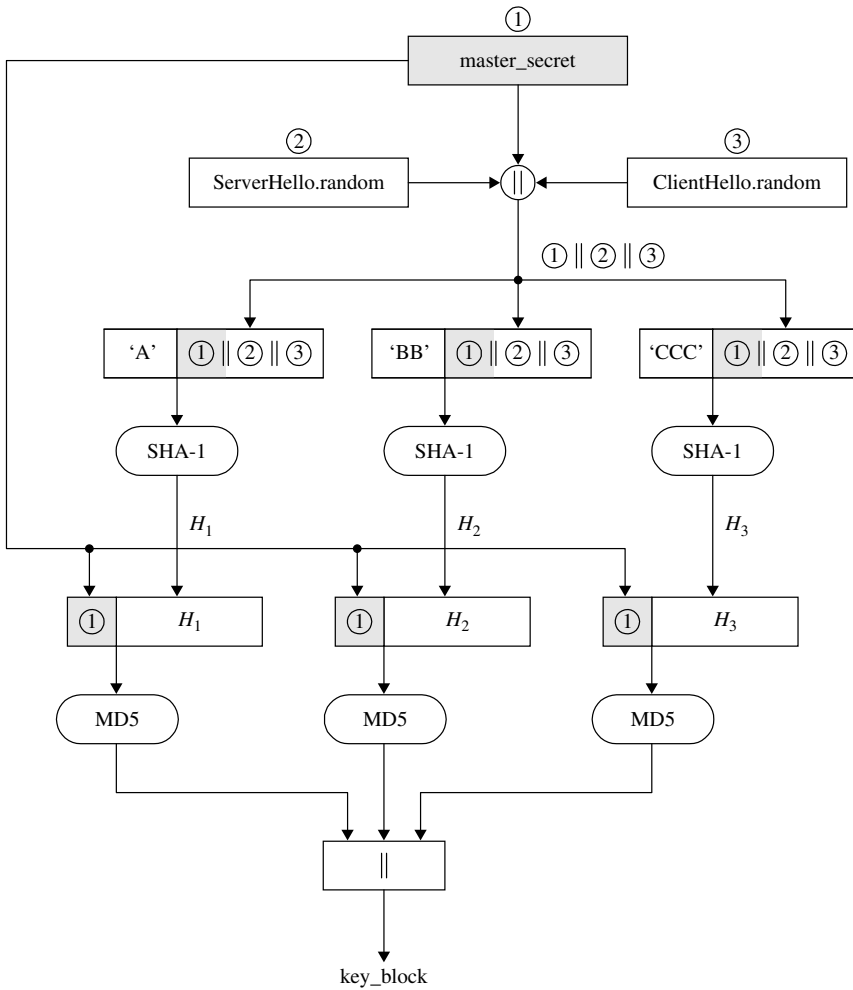 ①
master_secret
② ③
ServerHello.random || ClientHello.random
① || ② || ③
‘A’ ① || ② || ③ ‘BB’ ① || ② || ③ ‘CCC’ ① || ② || ③
SHA-1 SHA-1 SHA-1
H₁ H₂ H₃
① H₁ ① H₂ ① H₃
MD5 MD5 MD5
||
key_block